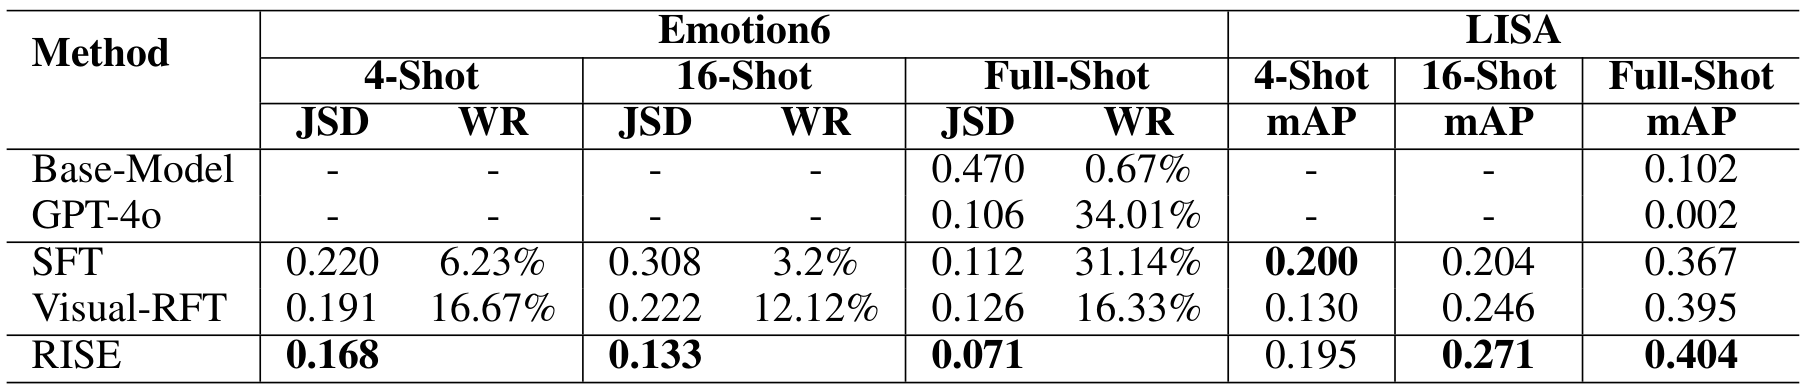 Method Emotion6 LISA
4-Shot 16-Shot Full-Shot 4-Shot 16-Shot Full-Shot
JSD WR JSD WR JSD WR mAP mAP mAP
Base-Model - - - - 0.470 0.67% - - 0.102
GPT-4o - - - - 0.106 34.01% - - 0.002
SFT 0.220 6.23% 0.308 3.2% 0.112 31.14% 0.200 0.204 0.367
Visual-RFT 0.191 16.67% 0.222 12.12% 0.126 16.33% 0.130 0.246 0.395
RISE 0.168 0.133 0.071 0.195 0.271 0.404